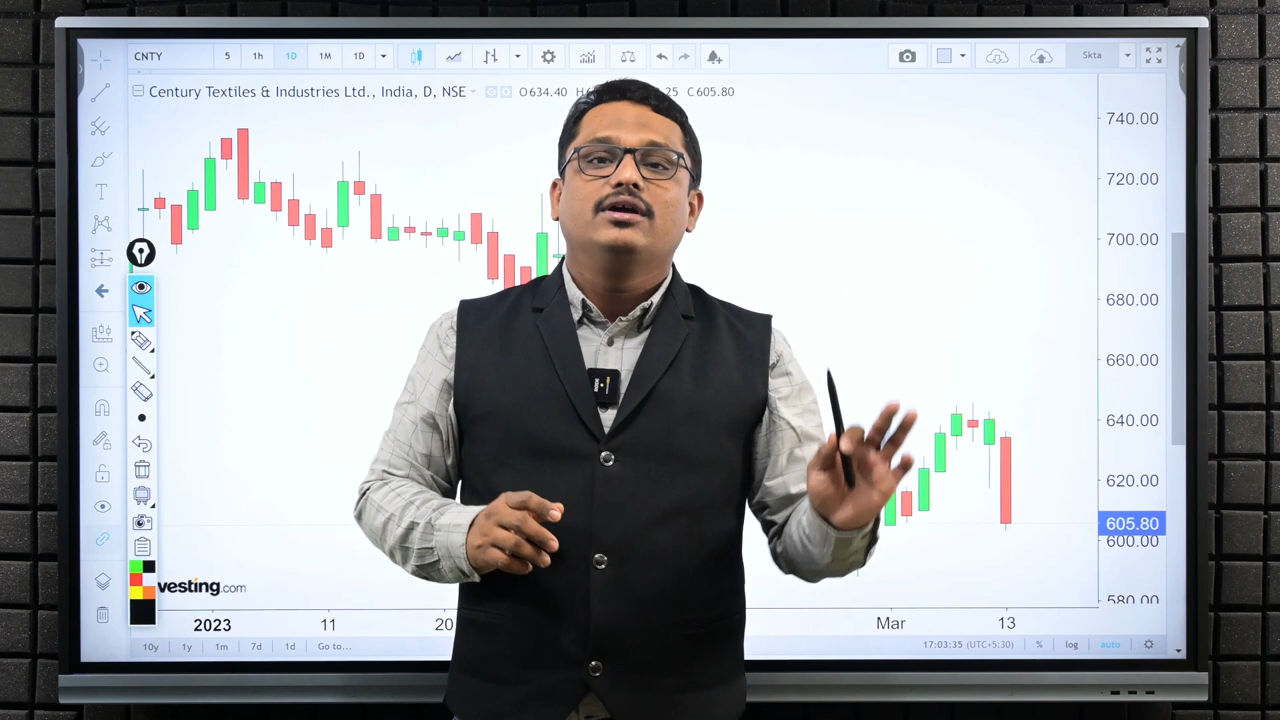 CNTY 5 1h 1D 1M 1D Skta
Century Textiles & Industries Ltd., India, D, NSE O634.40 H 25 C605.80
740.00
720.00
700.00
680.00
660.00
640.00
620.00
605.80
600.00
580.00
vesting.com
2023 11 20 Mar 13
10y 1y 1m 7d 1d Go to... 17:03:35 (UTC+5:30) % log auto